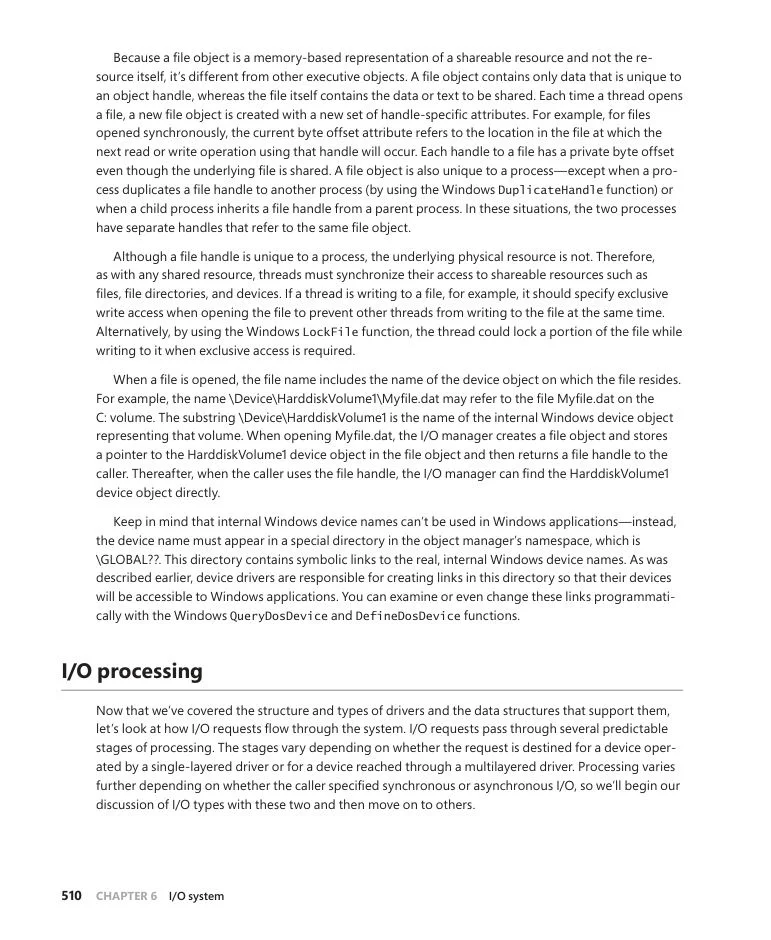 Because a file object is a memory-based representation of a shareable resource and not the re-
source itself, it's different from other executive objects. A file object contains only data that is unique to
an object handle, whereas the file itself contains the data or text to be shared. Each time a thread opens
a file, a new file object is created with a new set of handle-specific attributes. For example, for files
opened synchronously, the current byte offset attribute refers to the location in the file at which the
next read or write operation using that handle will occur. Each handle to a file has a private byte offset
even though the underlying file is shared. A file object is also unique to a process—except when a pro-
cess duplicates a file handle to another process (by using the Windows DuplicateHandle function) or
when a child process inherits a file handle from a parent process. In these situations, the two processes
have separate handles that refer to the same file object.
Although a file handle is unique to a process, the underlying physical resource is not. Therefore,
as with any shared resource, threads must synchronize their access to shareable resources such as
files, file directories, and devices. If a thread is writing to a file, for example, it should specify exclusive
write access when opening the file to prevent other threads from writing to the file at the same time.
Alternatively, by using the Windows LockFile function, the thread could lock a portion of the file while
writing to it when exclusive access is required.
When a file is opened, the file name includes the name of the device object on which the file resides.
For example, the name \Device\HarddiskVolume1\Myfile.dat may refer to the file Myfile.dat on the
C: volume. The substring \Device\HarddiskVolume1 is the name of the internal Windows device object
representing that volume. When opening Myfile.dat, the I/O manager creates a file object and stores
a pointer to the HarddiskVolume1 device object in the file object and then returns a file handle to the
caller. Thereafter, when the caller uses the file handle, the I/O manager can find the HarddiskVolume1
device object directly.
Keep in mind that internal Windows device names can't be used in Windows applications—instead,
the device name must appear in a special directory in the object manager's namespace, which is
\GLOBAL??. This directory contains symbolic links to the real, internal Windows device names. As was
described earlier, device drivers are responsible for creating links in this directory so that their devices
will be accessible to Windows applications. You can examine or even change these links programmati-
cally with the Windows QueryDosDevice and DefineDosDevice functions.
I/O processing
Now that we've covered the structure and types of drivers and the data structures that support them,
let's look at how I/O requests flow through the system. I/O requests pass through several predictable
stages of processing. The stages vary depending on whether the request is destined for a device oper-
ated by a single-layered driver or for a device reached through a multilayered driver. Processing varies
further depending on whether the caller specified synchronous or asynchronous I/O, so we'll begin our
discussion of I/O types with these two and then move on to others.
510 CHAPTER 6 I/O system